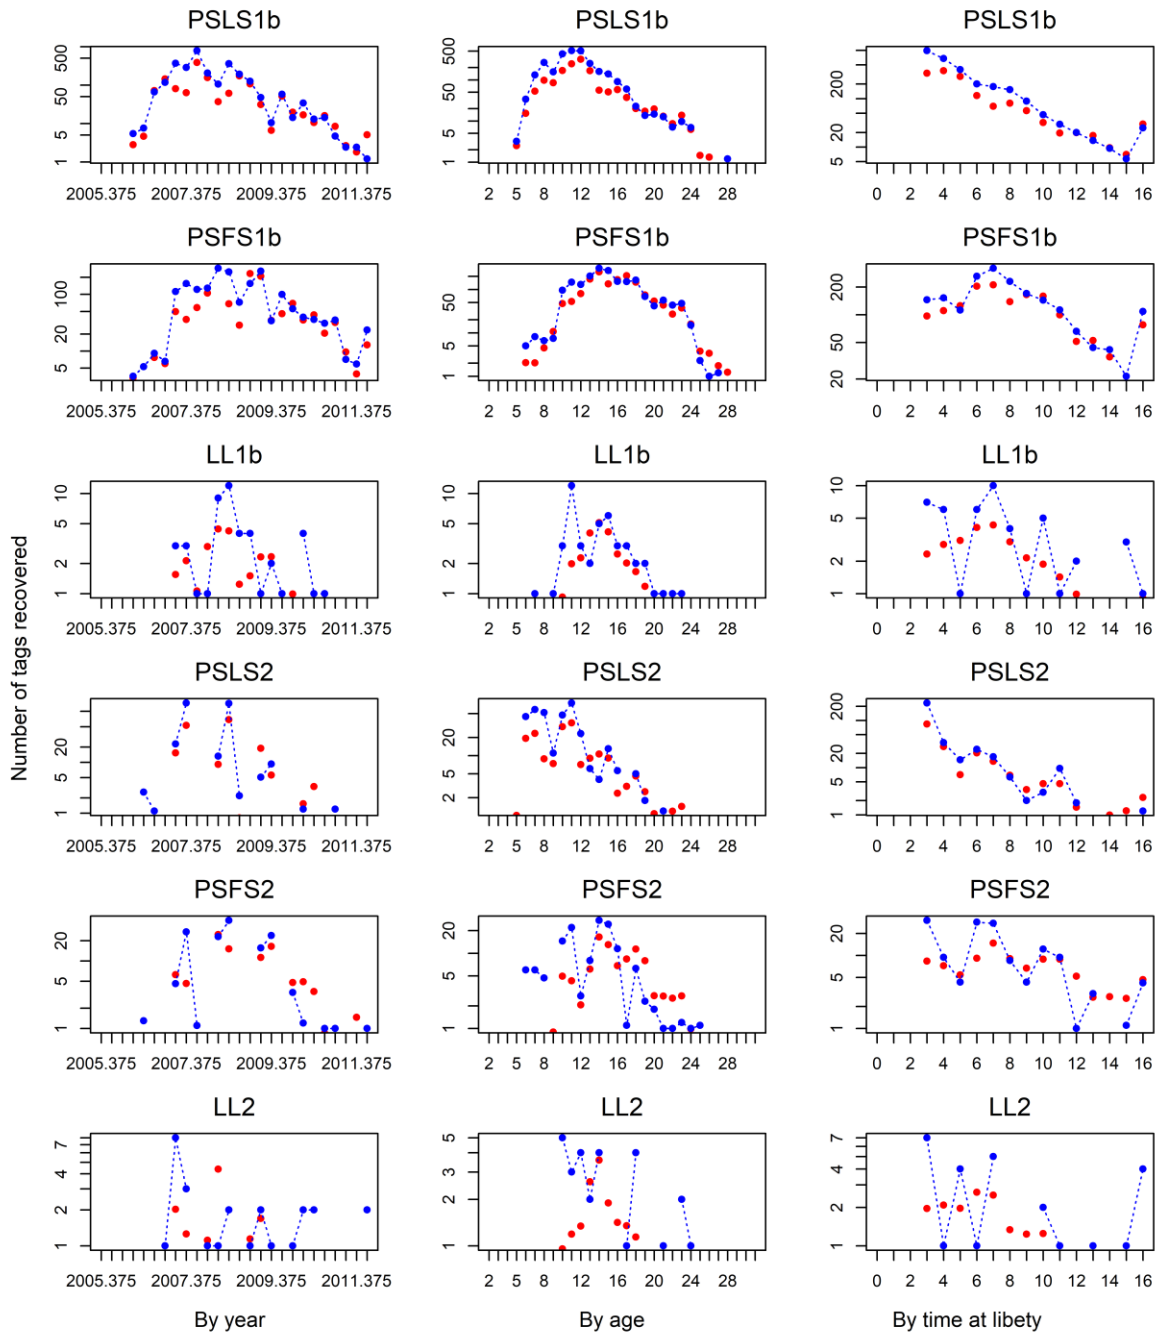 PSLS1b PSLS1b PSLS1b
500
50
5
1
500
50
5
1
200
20
5
2005.375 2007.375 2009.375 2011.375
2 5 8 12 16 20 24 28
0 2 4 6 8 10 12 14 16
PSFS1b PSFS1b PSFS1b
100
20
5
50
5
1
200
50
20
2005.375 2007.375 2009.375 2011.375
2 5 8 12 16 20 24 28
0 2 4 6 8 10 12 14 16
LL1b LL1b LL1b
10
5
2
1
10
5
2
1
10
5
2
1
2005.375 2007.375 2009.375 2011.375
2 5 8 12 16 20 24 28
0 2 4 6 8 10 12 14 16
Number of tags recovered
PSLS2 PSLS2 PSLS2
20
5
1
20
5
2
200
20
5
1
2005.375 2007.375 2009.375 2011.375
2 5 8 12 16 20 24 28
0 2 4 6 8 10 12 14 16
PSFS2 PSFS2 PSFS2
20
5
1
20
5
1
20
5
1
2005.375 2007.375 2009.375 2011.375
2 5 8 12 16 20 24 28
0 2 4 6 8 10 12 14 16
LL2 LL2 LL2
7
4
2
1
5
3
2
1
7
4
2
1
2005.375 2007.375 2009.375 2011.375
2 5 8 12 16 20 24 28
0 2 4 6 8 10 12 14 16
By year By age By time at libety